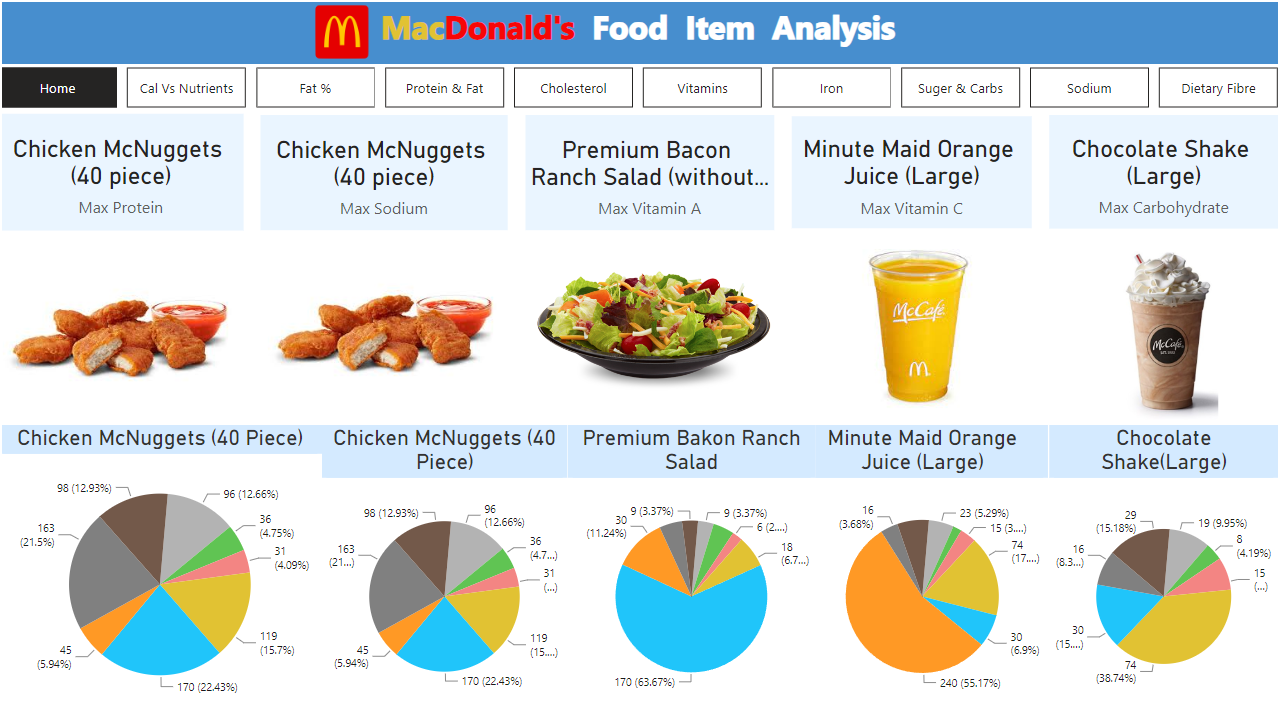 MacDonald's Food Item Analysis
Home
Cal Vs Nutrients
Fat %
Protein & Fat
Cholesterol
Vitamins
Iron
Suger & Carbs
Sodium
Dietary Fibre
Chicken McNuggets
(40 piece)
Max Protein
Chicken McNuggets
(40 piece)
Max Sodium
Premium Bacon
Ranch Salad (without...
Max Vitamin A
Minute Maid Orange
Juice (Large)
Max Vitamin C
Chocolate Shake
(Large)
Max Carbohydrate
McCafé
McCafé
Chicken McNuggets (40 Piece)
98 (12.93%)
96 (12.66%)
36
(4.75%)
31
(4.09%)
119
(15.7%)
170 (22.43%)
45
(5.94%)
163
(21.5%)
Chicken McNuggets (40
Piece)
98 (12.93%)
96
(12.66%)
36
(4.7...)
31
(...)
119
(15....)
170 (22.43%)
45
(5.94%)
163
(21...)
Premium Bakon Ranch
Salad
9 (3.37%)
9 (3.37%)
6 (2....)
18
(6.7...)
170 (63.67%)
30
(11.24%)
Minute Maid Orange
Juice (Large)
16
(3.68%)
23 (5.29%)
15 (3....)
74
(17....)
30
(6.9%)
240 (55.17%)
Chocolate
Shake(Large)
29
(15.18%)
19 (9.95%)
8
(4.19%)
15
(...)
74
(38.74%)
30
(15....)
16
(8.3...)